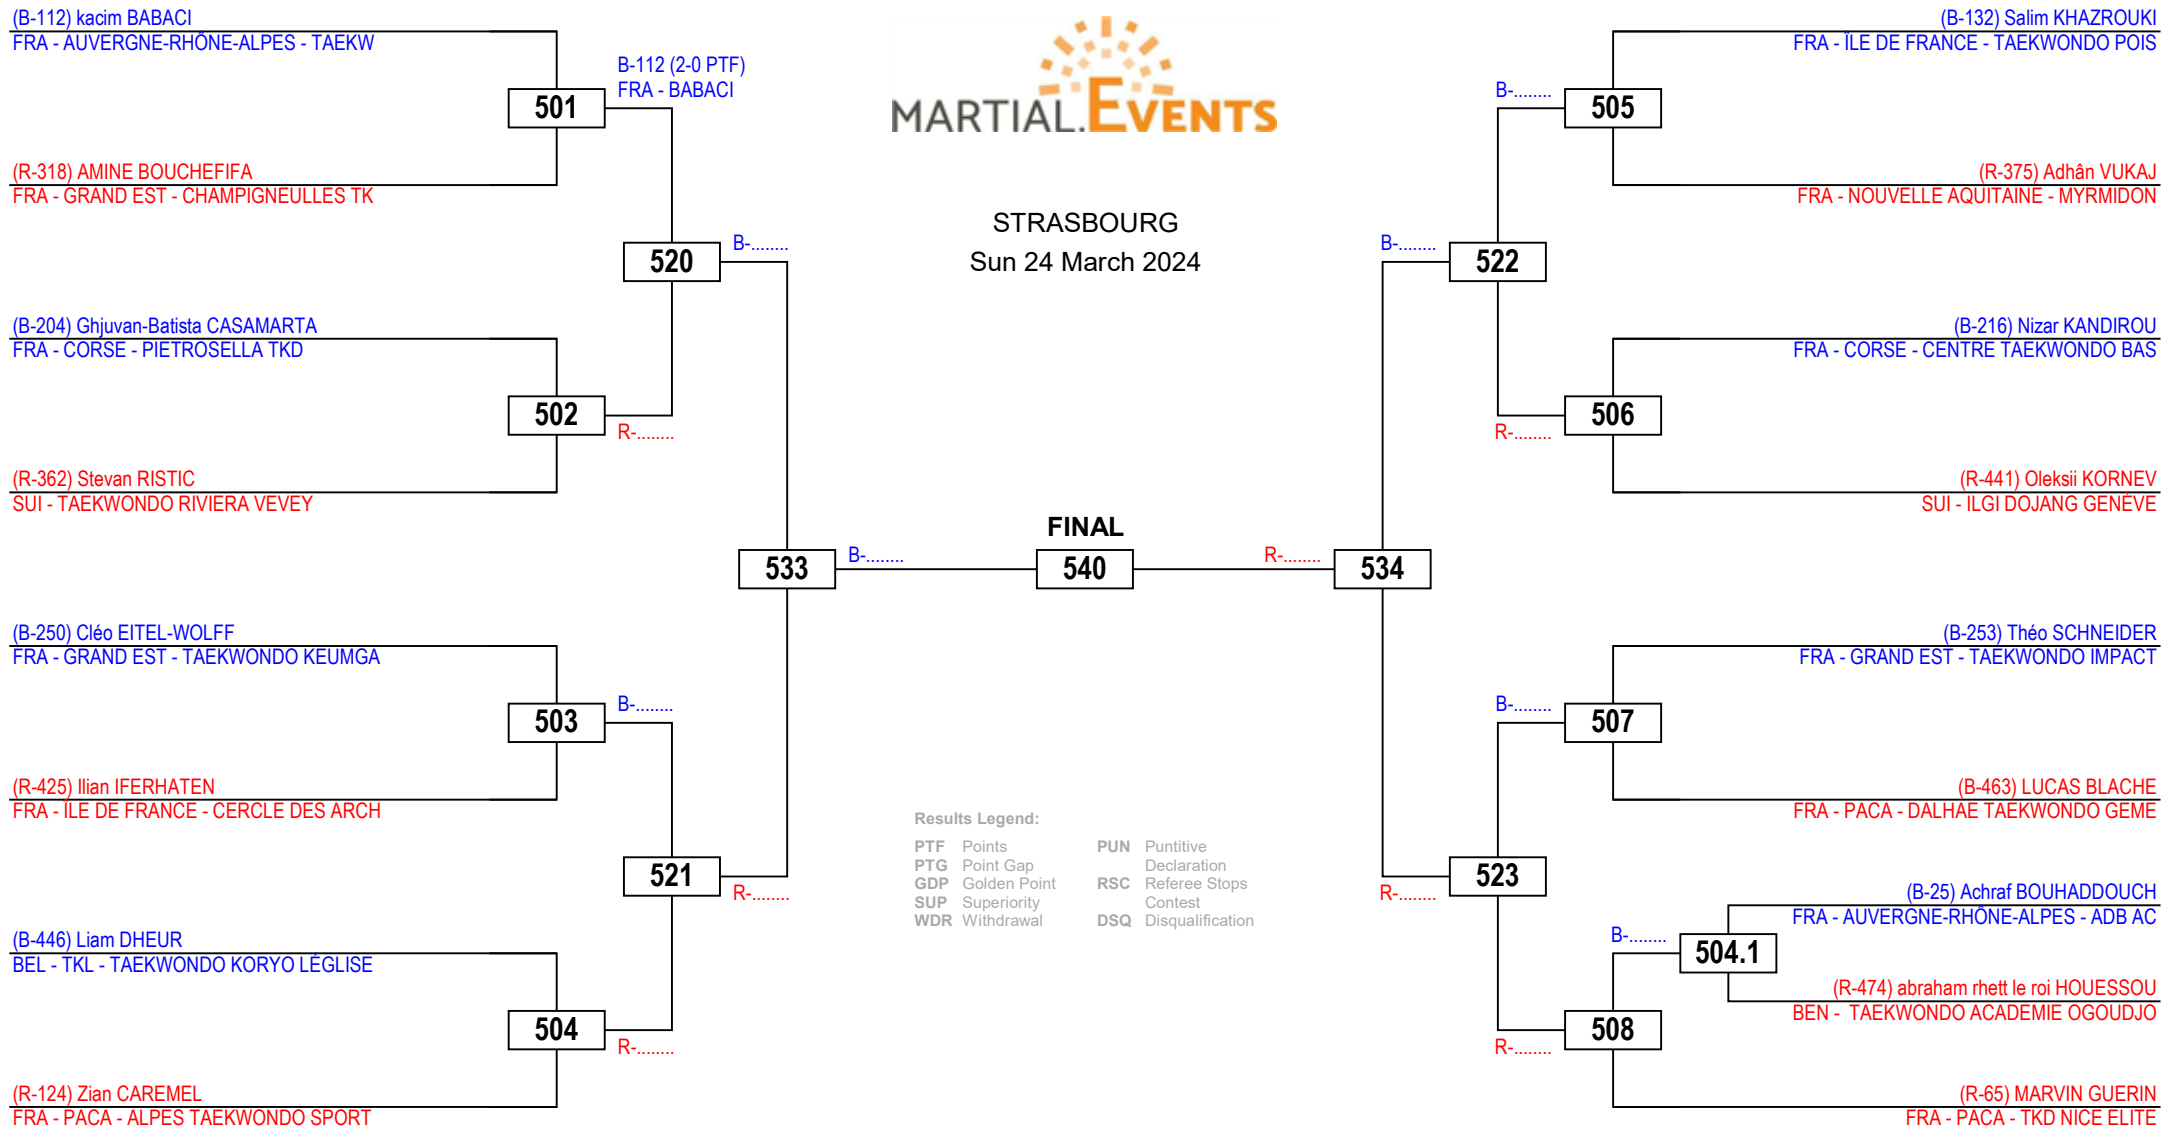 (B-112) kacim BABACI
FRA - AUVERGNE-RHÔNE-ALPES - TAEKW
501
B-112 (2-0 PTF)
FRA - BABACI
(R-318) AMINE BOUCHEFIFA
FRA - GRAND EST - CHAMPIGNEULLES TK
520
B-........
(B-204) Ghjuvan-Batista CASAMARTA
FRA - CORSE - PIETROSELLA TKD
502
R-........
(R-362) Stevan RISTIC
SUI - TAEKWONDO RIVIERA VEVEY
533
B-........
(B-250) Cléo EITEL-WOLFF
FRA - GRAND EST - TAEKWONDO KEUMGA
503
B-........
(R-425) Ilian IFERHATEN
FRA - ÎLE DE FRANCE - CERCLE DES ARCH
521
R-........
(B-446) Liam DHEUR
BEL - TKL - TAEKWONDO KORYO LÉGLISE
504
R-........
(R-124) Zian CAREMEL
FRA - PACA - ALPES TAEKWONDO SPORT
MARTIAL.EVENTS
STRASBOURG
Sun 24 March 2024
FINAL
540
Results Legend:
PTF Points
PTG Point Gap
GDP Golden Point
SUP Superiority
WDR Withdrawal
PUN Puntitive
Declaration
RSC Referee Stops
Contest
DSQ Disqualification
(B-132) Salim KHAZROUKI
FRA - ÎLE DE FRANCE - TAEKWONDO POIS
B-........
505
(R-375) Adhân VUKAJ
FRA - NOUVELLE AQUITAINE - MYRMIDON
B-........
522
(B-216) Nizar KANDIROU
FRA - CORSE - CENTRE TAEKWONDO BAS
506
R-........
(R-441) Oleksii KORNEV
SUI - ILGI DOJANG GENÈVE
R-........
534
(B-253) Théo SCHNEIDER
FRA - GRAND EST - TAEKWONDO IMPACT
B-........
507
(B-463) LUCAS BLACHE
FRA - PACA - DALHAE TAEKWONDO GEME
523
R-........
(B-25) Achraf BOUHADDOUCH
FRA - AUVERGNE-RHÔNE-ALPES - ADB AC
B-........
504.1
(R-474) abraham rhett le roi HOUESSOU
BEN - TAEKWONDO ACADEMIE OGOUDJO
508
R-........
(R-65) MARVIN GUERIN
FRA - PACA - TKD NICE ELITE